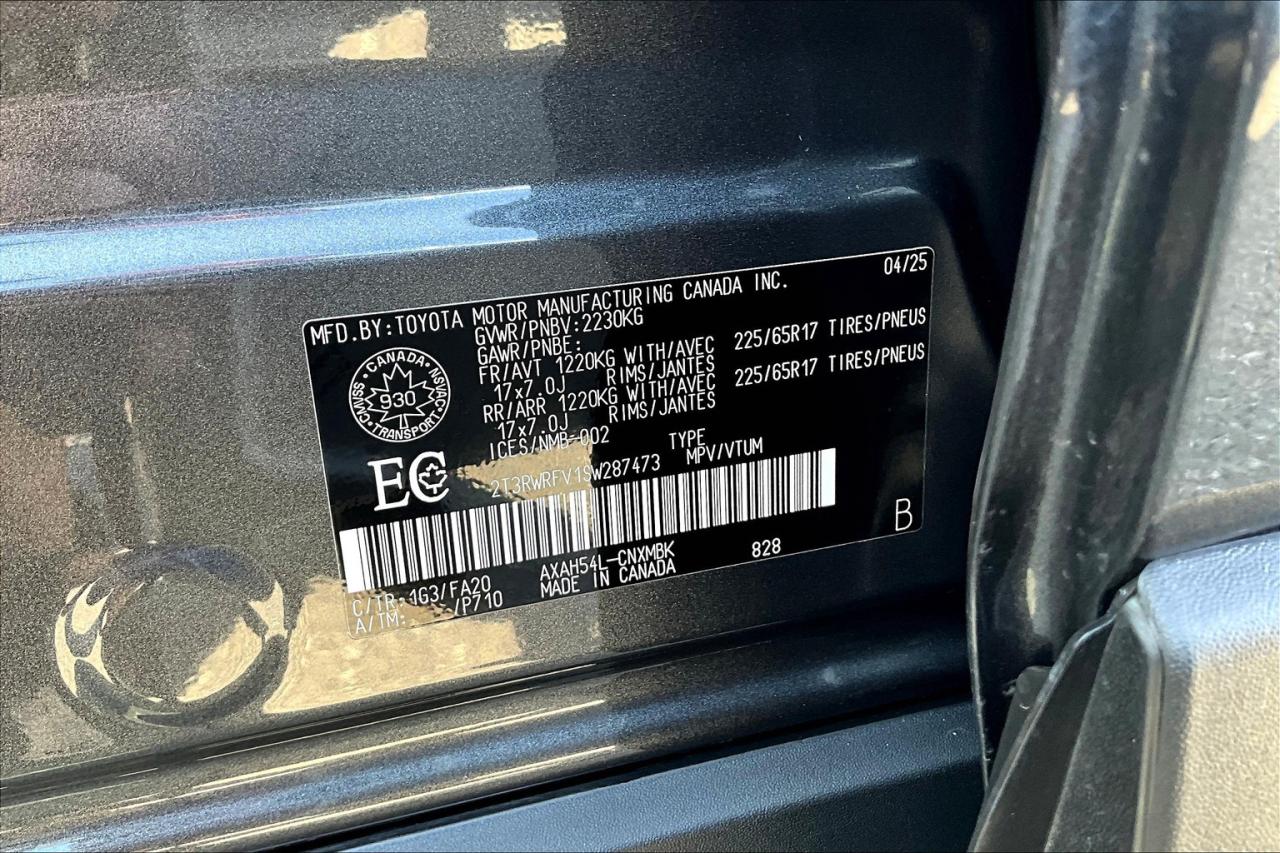 04/25
MFD.BY:TOYOTA MOTOR MANUFACTURING CANADA INC.
GVWR/PNBV:2230KG
GAWR/PNBE:
FR/AVT 1220KG WITH/AVEC 225/65R17 TIRES/PNEUS
17x7.0J RIMS/JANTES
RR/ARR 1220KG WITH/AVEC 225/65R17 TIRES/PNEUS
17x7.0J RIMS/JANTES
ICES/NMB-002
CANADA
CMVSS NSVAC
930
TRANSPORT
EC
TYPE
2T3RWRFV1SW287473 MPV/VTUM
B
C/TR:1G3/FA20 AXAH54L-CNXMBK 828
A/TM: /P710 MADE IN CANADA